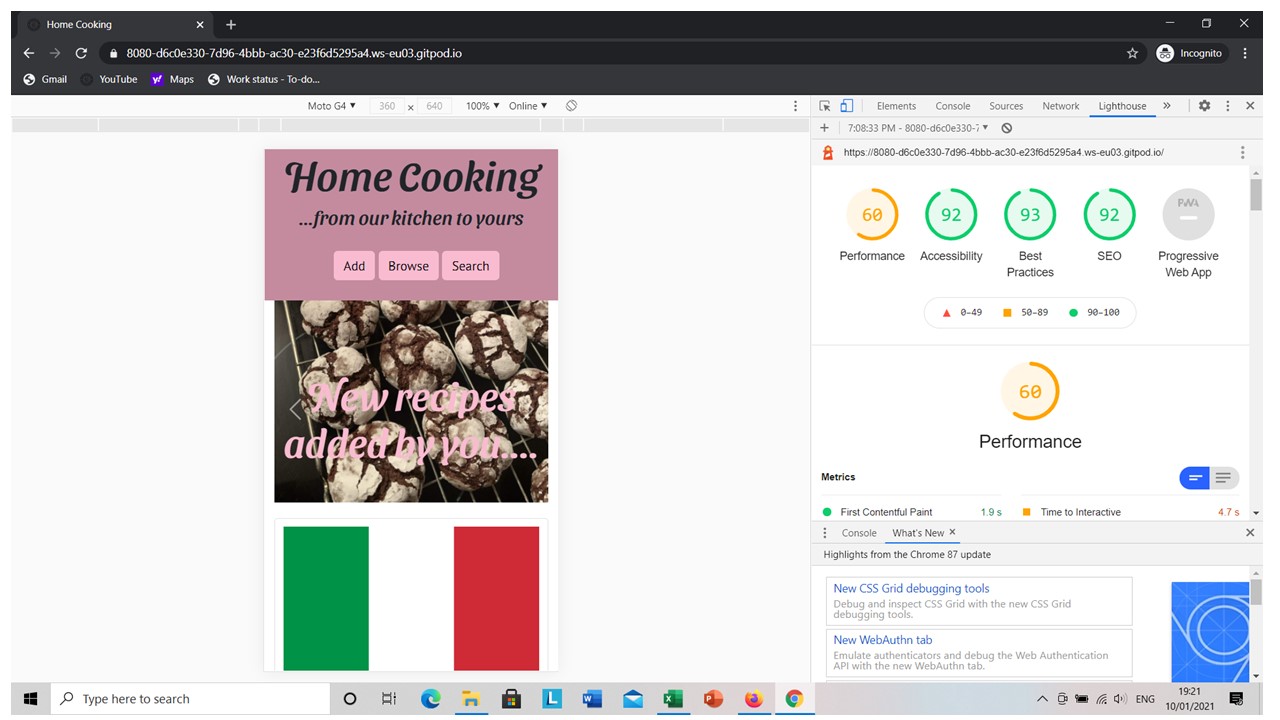 Home Cooking
8080-d6c0e330-7d96-4bbb-ac30-e23f6d5295a4.ws-eu03.gitpod.io
Incognito
Gmail YouTube Maps Work status - To-do...
Moto G4 360 x 640 100% Online
Elements Console Sources Network Lighthouse
7:08:33 PM - 8080-d6c0e330-7
https://8080-d6c0e330-7d96-4bbb-ac30-e23f6d5295a4.ws-eu03.gitpod.io/
Home Cooking
...from our kitchen to yours
Add Browse Search
New recipes
added by you....
60 92 93 92 PWA
Performance Accessibility Best Practices SEO Progressive Web App
0–49 50–89 90–100
60
Performance
Metrics
First Contentful Paint 1.9 s Time to Interactive 4.7 s
Console What's New
Highlights from the Chrome 87 update
New CSS Grid debugging tools
Debug and inspect CSS Grid with the new CSS Grid
debugging tools.
New WebAuthn tab
Emulate authenticators and debug the Web Authentication
API with the new WebAuthn tab.
Type here to search
ENG
19:21
10/01/2021